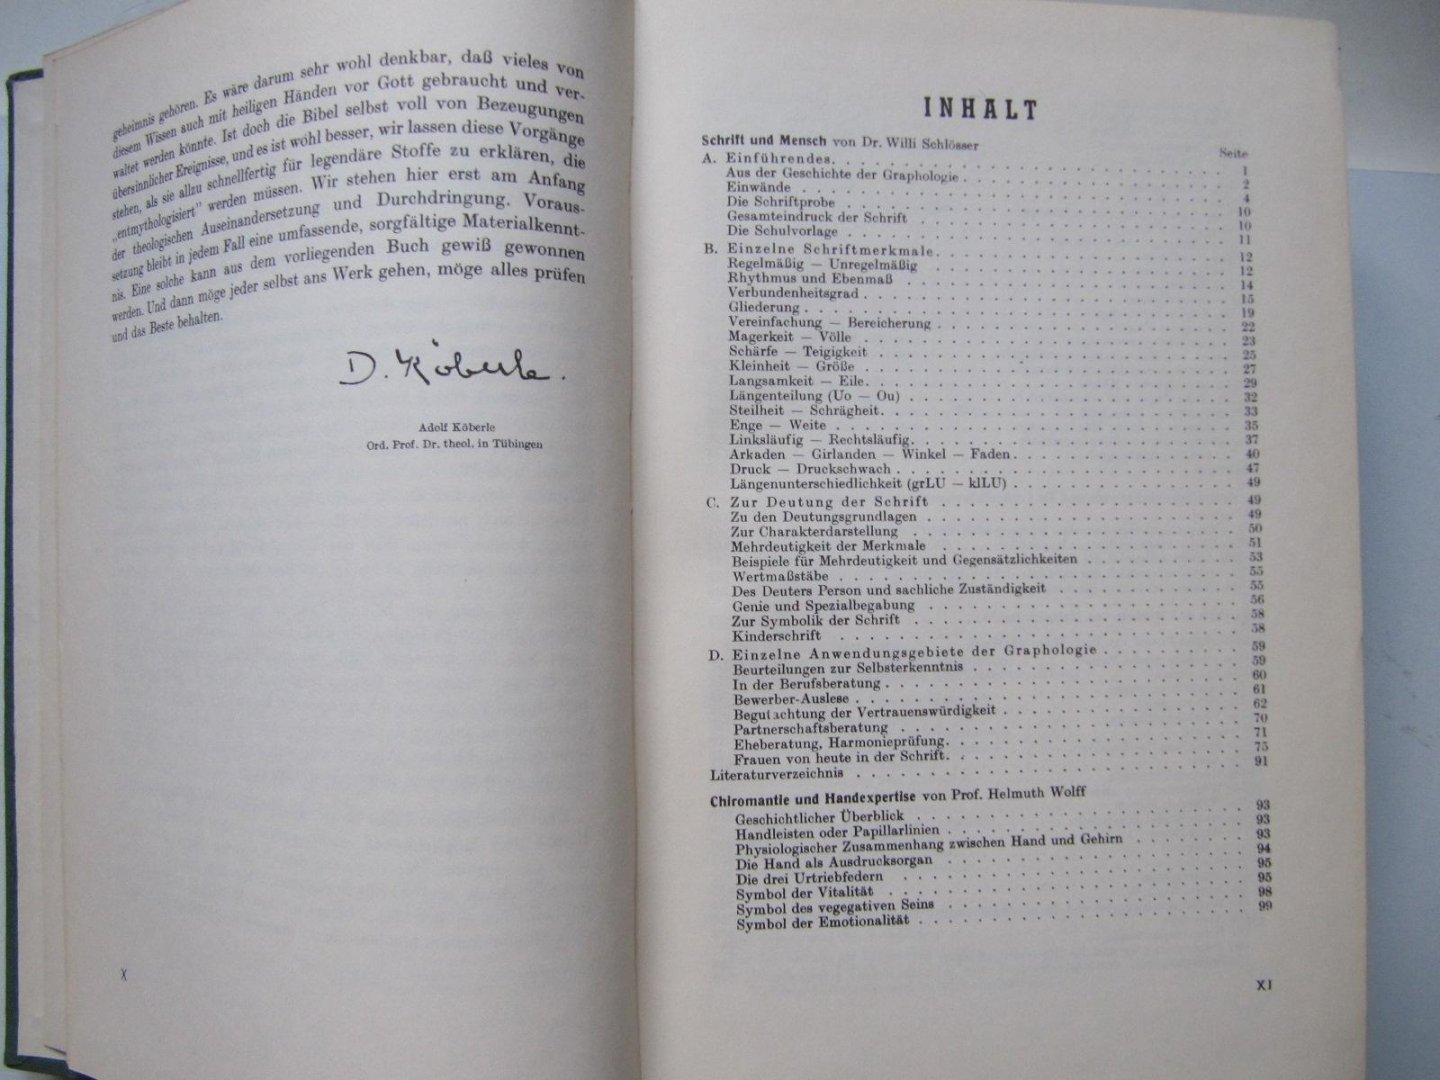 geheimnis gehören. Es wäre darum sehr wohl denkbar, daß vieles von
diesem Wissen auch mit heiligen Händen vor Gott gebraucht und ver-
waltet werden könnte. Ist doch die Bibel selbst voll von Bezeugungen
übersinnlicher Ereignisse, und es ist wohl besser, wir lassen diese Vorgänge
stehen, als sie allzu schnellfertig für legendäre Stoffe zu erklären, die
„entmythologisiert" werden müssen. Wir stehen hier erst am Anfang
der theologischen Auseinandersetzung und Durchdringung. Voraus-
setzung bleibt in jedem Fall eine umfassende, sorgfältige Materialkennt-
nis. Eine solche kann aus dem vorliegenden Buch gewiß gewonnen
werden. Und dann möge jeder selbst ans Werk gehen, möge alles prüfen
und das Beste behalten.
D. Köberle.
Adolf Köberle
Ord. Prof. Dr. theol. in Tübingen
X
INHALT
Schrift und Mensch von Dr. Willi Schlösser
Seite
A. Einführendes . . . 1
Aus der Geschichte der Graphologie . . . 2
Einwände . . . 4
Die Schriftprobe . . . 10
Gesamteindruck der Schrift . . . 10
Die Schulvorlage . . . 11
B. Einzelne Schriftmerkmale . . . 12
Regelmäßig — Unregelmäßig . . . 12
Rhythmus und Ebenmaß . . . 14
Verbundenheitsgrad . . . 15
Gliederung . . . 19
Vereinfachung — Bereicherung . . . 22
Magerkeit — Völle . . . 23
Schärfe — Teigigkeit . . . 25
Kleinheit — Größe . . . 27
Langsamkeit — Eile . . . 29
Längenteilung (Uo — Ou) . . . 32
Steilheit — Schrägheit . . . 33
Enge — Weite . . . 35
Linksläufig — Rechtsläufig . . . 37
Arkaden — Girlanden — Winkel — Faden . . . 40
Druck — Druckschwach . . . 47
Längenunterschiedlichkeit (grLU — klLU) . . . 49
C. Zur Deutung der Schrift . . . 49
Zu den Deutungsgrundlagen . . . 49
Zur Charakterdarstellung . . . 50
Mehrdeutigkeit der Merkmale . . . 51
Beispiele für Mehrdeutigkeit und Gegensätzlichkeiten . . . 53
Wertmaßstäbe . . . 55
Des Deuters Person und sachliche Zuständigkeit . . . 55
Genie und Spezialbegabung . . . 56
Zur Symbolik der Schrift . . . 58
Kinderschrift . . . 58
D. Einzelne Anwendungsgebiete der Graphologie . . . 59
Beurteilungen zur Selbsterkenntnis . . . 59
In der Berufsberatung . . . 60
Bewerber-Auslese . . . 61
Begutachtung der Vertrauenswürdigkeit . . . 62
Partnerschaftsberatung . . . 70
Eheberatung, Harmonieprüfung . . . 71
Frauen von heute in der Schrift . . . 75
Literaturverzeichnis . . . 91
Chiromantie und Handexpertise von Prof. Helmuth Wolff
Geschichtlicher Überblick . . . 93
Handleisten oder Papillarlinien . . . 93
Physiologischer Zusammenhang zwischen Hand und Gehirn . . . 93
Die Hand als Ausdrucksorgan . . . 94
Die drei Urtriebfedern . . . 95
Symbol der Vitalität . . . 95
Symbol des vegegativen Seins . . . 98
Symbol der Emotionalität . . . 99
XI